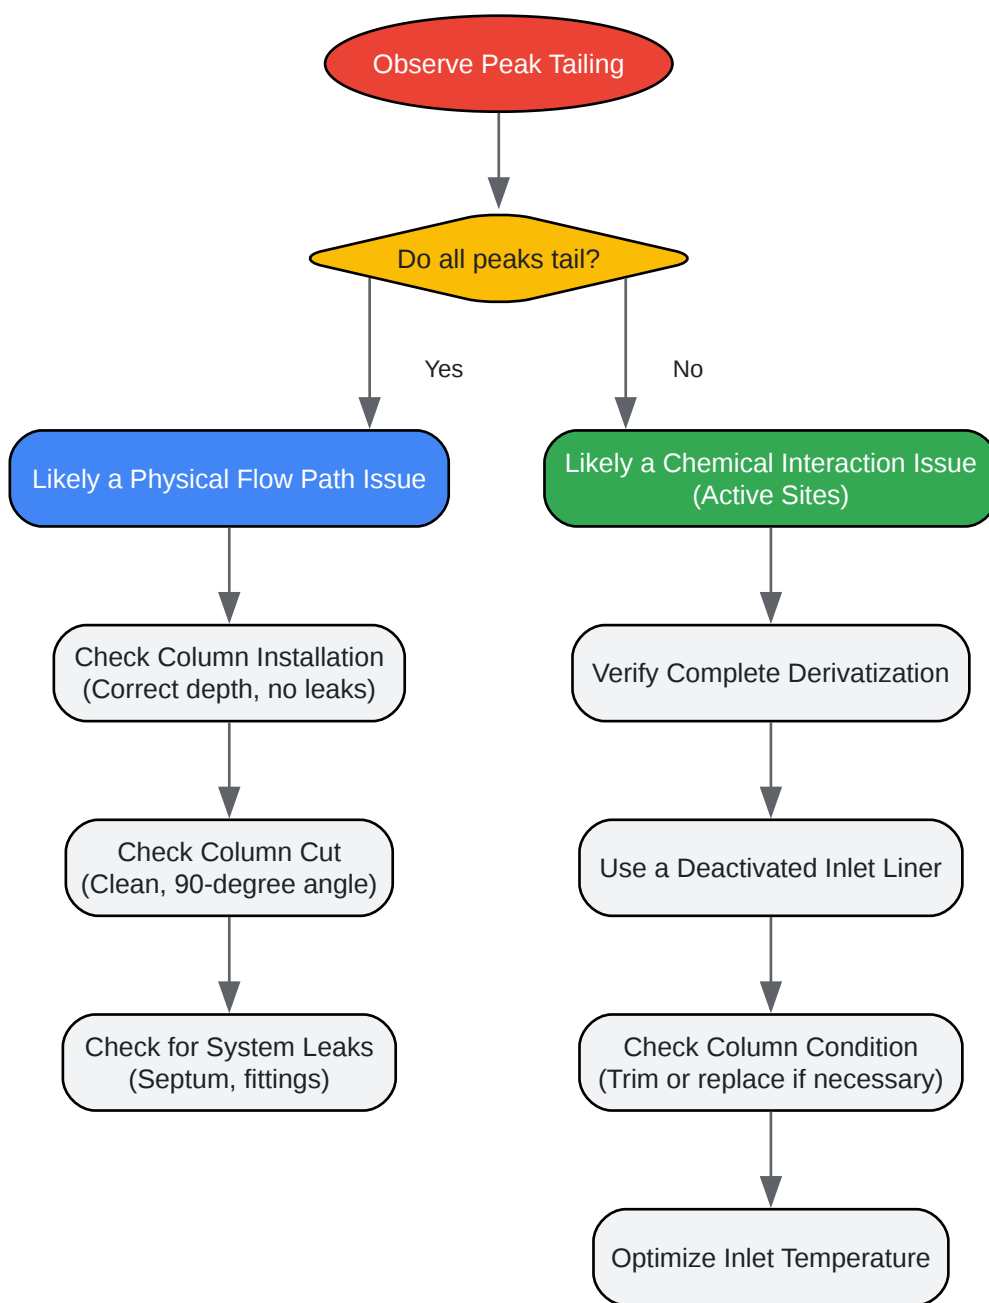 Observe Peak Tailing
Do all peaks tail?
Yes
No
Likely a Physical Flow Path Issue
Likely a Chemical Interaction Issue
(Active Sites)
Check Column Installation
(Correct depth, no leaks)
Verify Complete Derivatization
Check Column Cut
(Clean, 90-degree angle)
Use a Deactivated Inlet Liner
Check for System Leaks
(Septum, fittings)
Check Column Condition
(Trim or replace if necessary)
Optimize Inlet Temperature